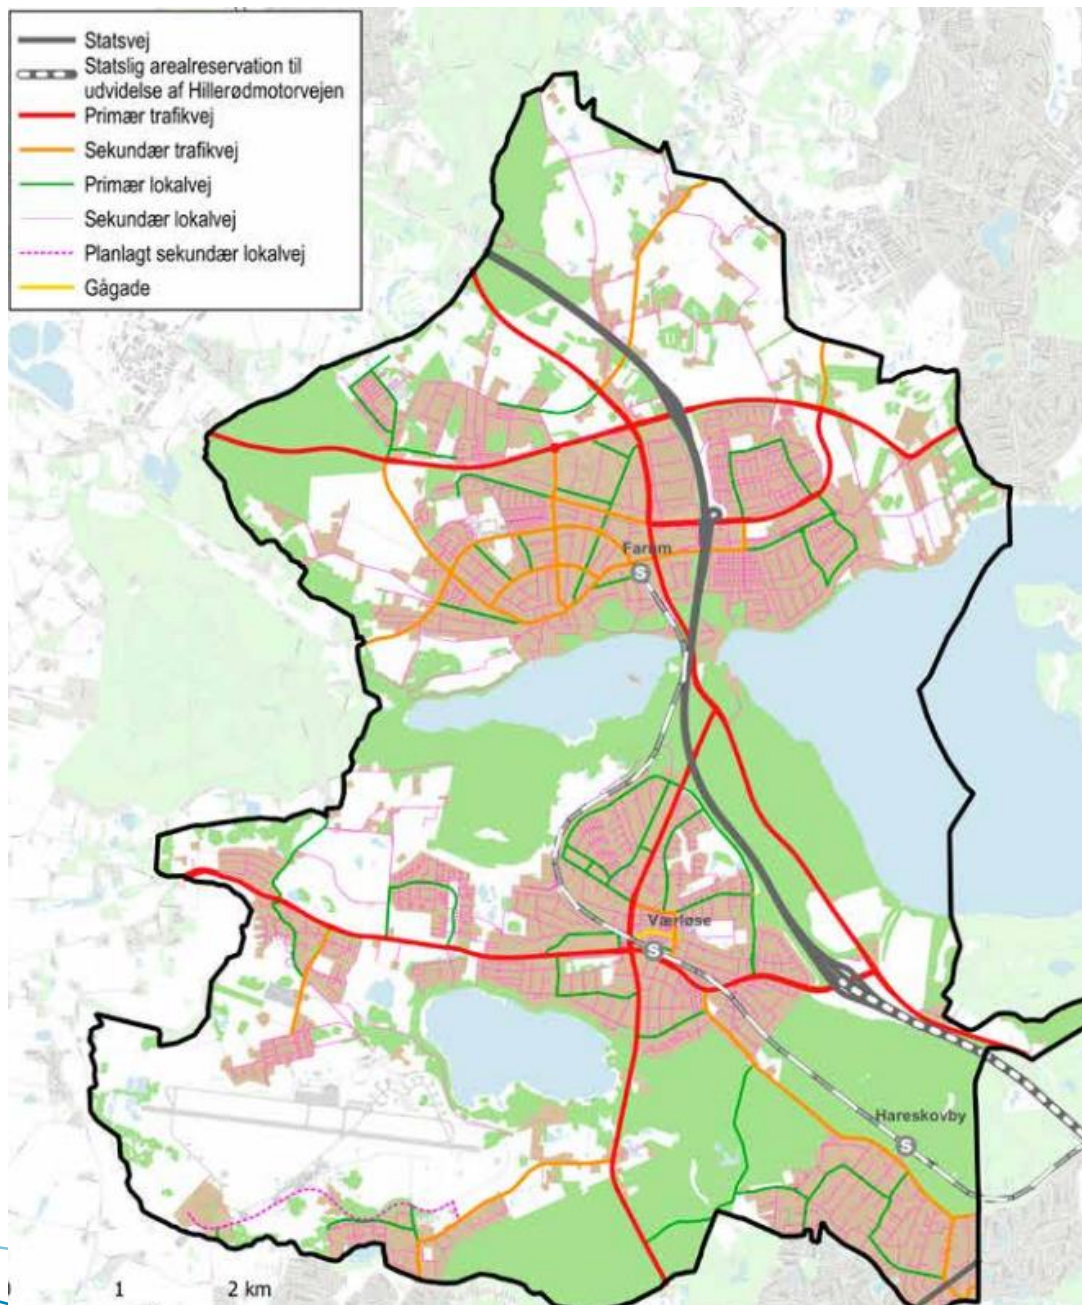 Statsvej
Statslig arealreservation til
udvidelse af Hillerødmotorvejen
Primær trafikvej
Sekundær trafikvej
Primær lokalvej
Sekundær lokalvej
Planlagt sekundær lokalvej
Gågade
Farum
S
Værløse
S
Hareskovby
S
1 2 km